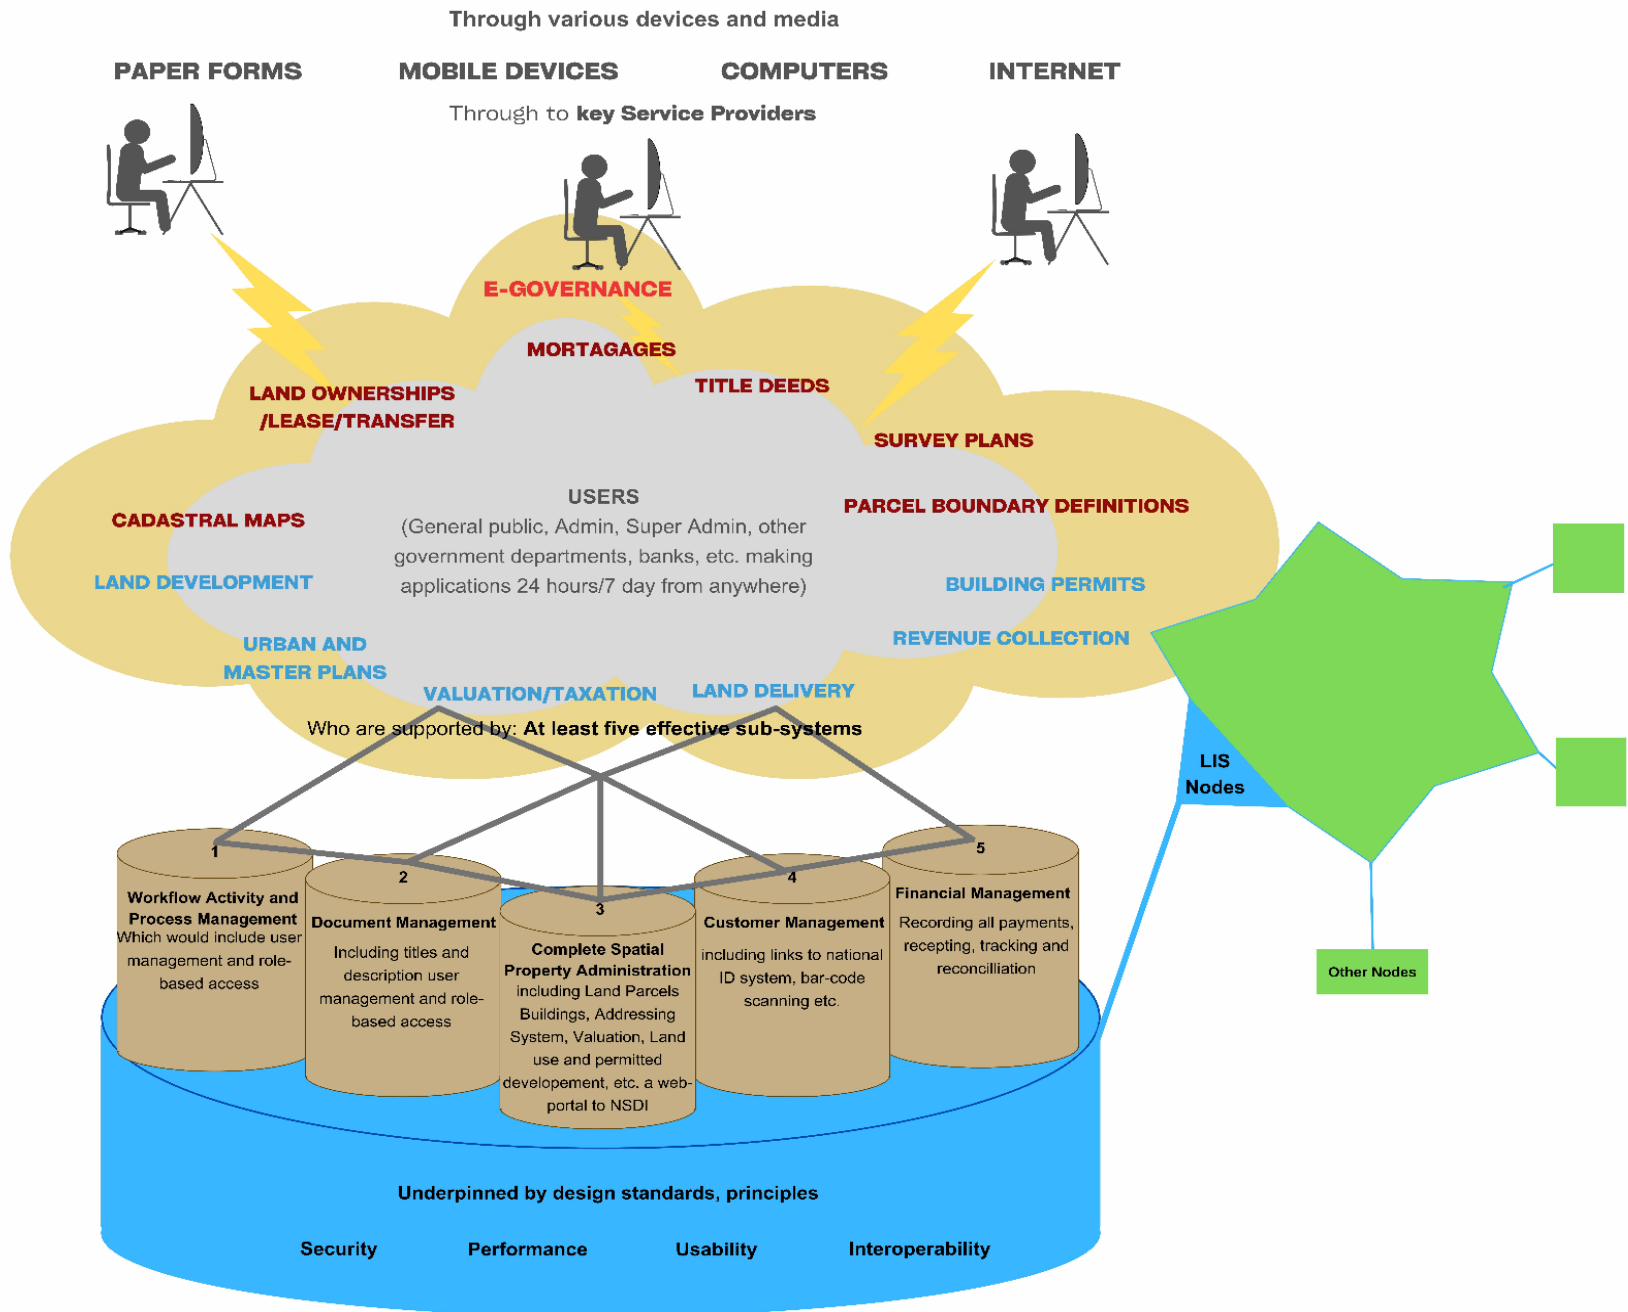 Through various devices and media
PAPER FORMS
MOBILE DEVICES
COMPUTERS
INTERNET
Through to key Service Providers
E-GOVERNANCE
MORTAGAGES
TITLE DEEDS
LAND OWNERSHIPS
/LEASE/TRANSFER
SURVEY PLANS
CADASTRAL MAPS
PARCEL BOUNDARY DEFINITIONS
USERS
(General public, Admin, Super Admin, other
government departments, banks, etc. making
applications 24 hours/7 day from anywhere)
LAND DEVELOPMENT
BUILDING PERMITS
URBAN AND
MASTER PLANS
REVENUE COLLECTION
VALUATION/TAXATION
LAND DELIVERY
Who are supported by: At least five effective sub-systems
LIS
Nodes
1
Workflow Activity and
Process Management
Which would include user
management and role-
based access
2
Document Management
Including titles and
description user
management and role-
based access
3
Complete Spatial
Property Administration
including Land Parcels
Buildings, Addressing
System, Valuation, Land
use and permitted
developement, etc. a web-
portal to NSDI
4
Customer Management
including links to national
ID system, bar-code
scanning etc.
5
Financial Management
Recording all payments,
recepting, tracking and
reconcilliation
Other Nodes
Underpinned by design standards, principles
Security
Performance
Usability
Interoperability